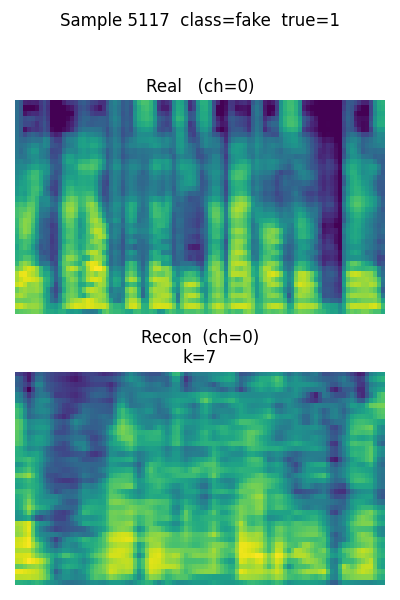 Sample 5117  class=fake  true=1
Real   (ch=0)
Recon  (ch=0)
k=7